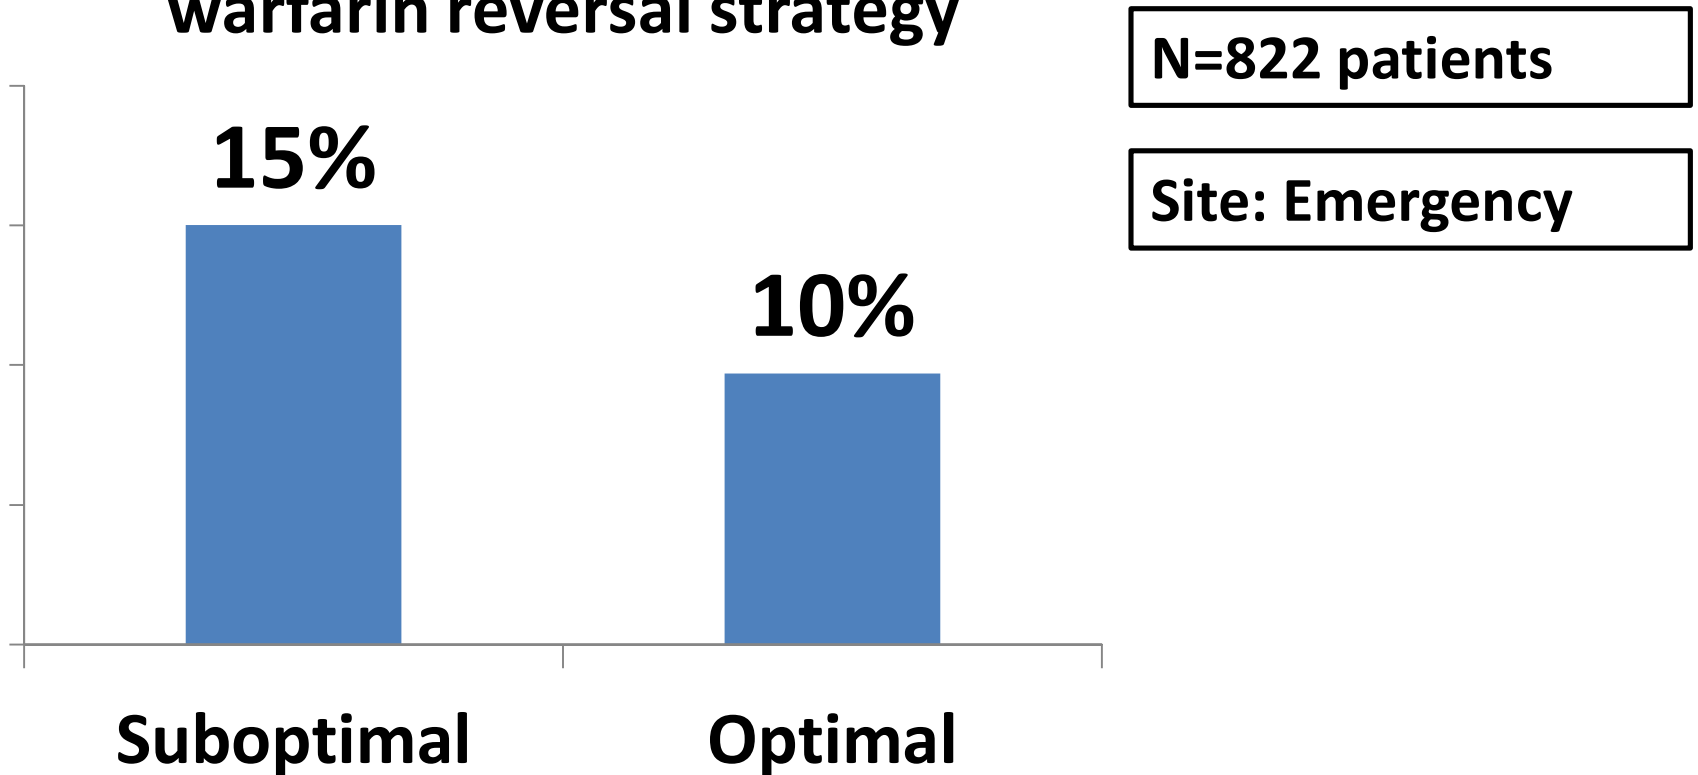 warfarin reversal strategy
N=822 patients
Site: Emergency
15%
10%
Suboptimal
Optimal